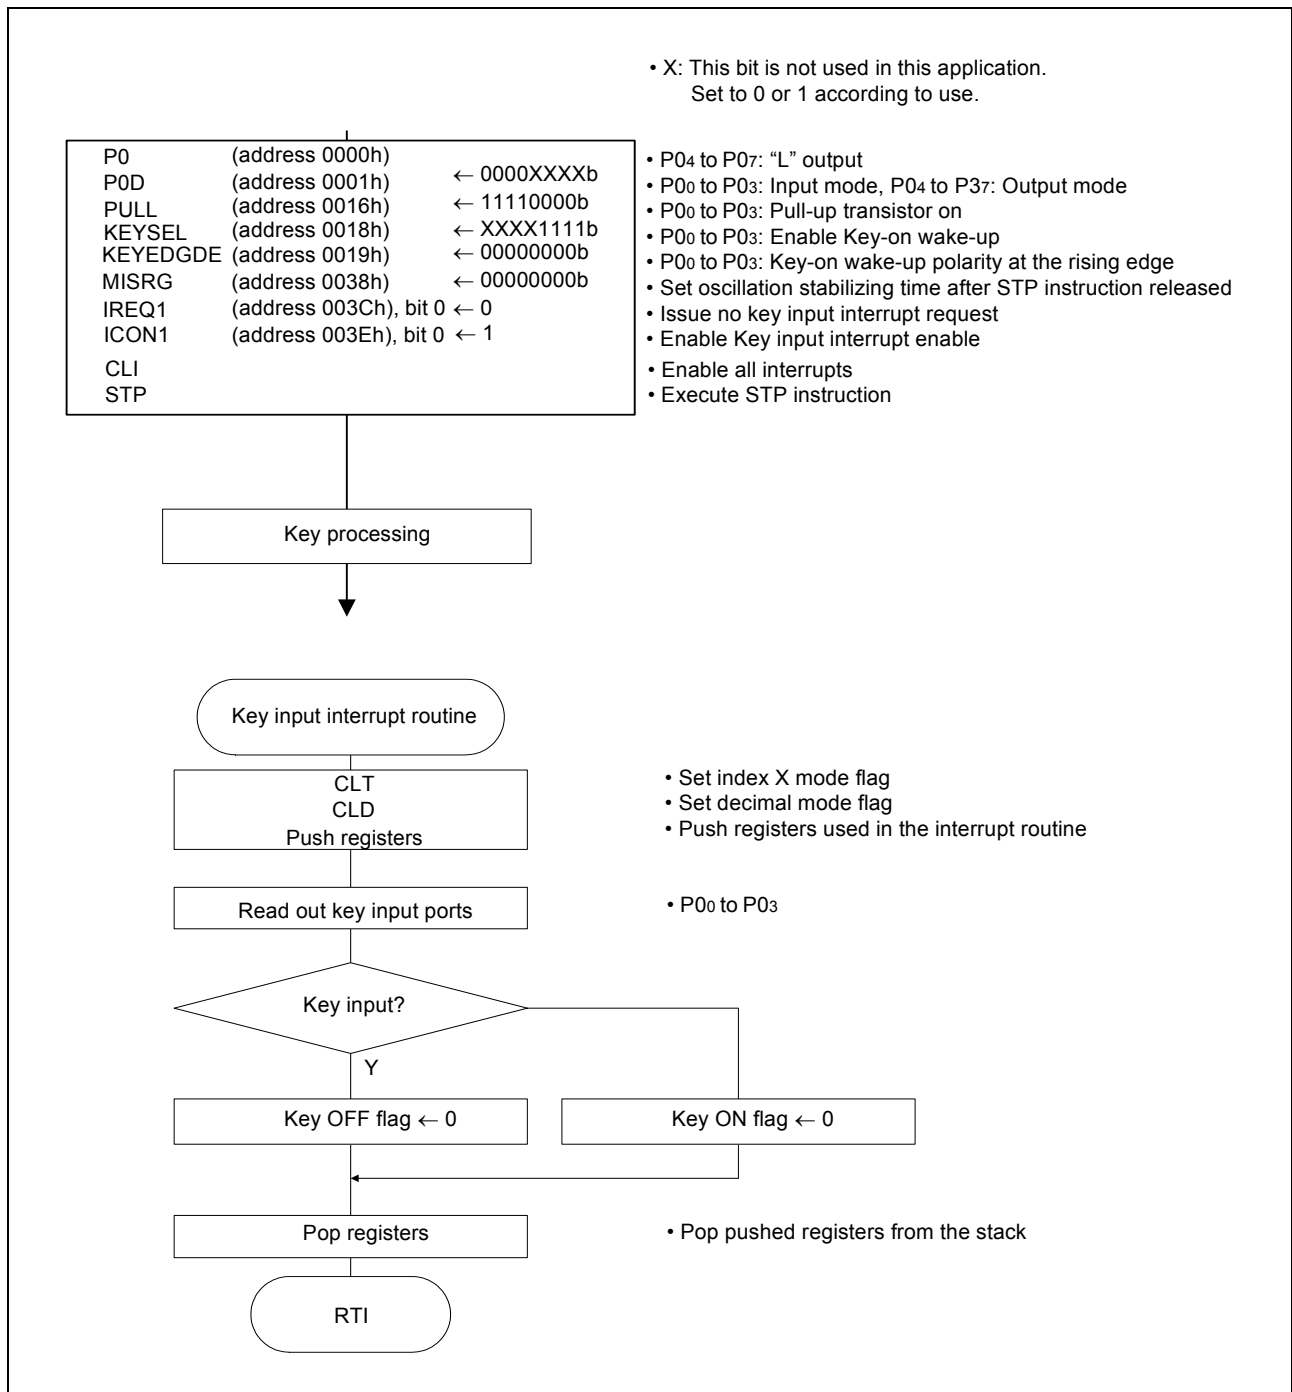 • X: This bit is not used in this application.
Set to 0 or 1 according to use.
P0 (address 0000h) ← 0000XXXXb • P04 to P07: “L” output
P0D (address 0001h) ← 11110000b • P00 to P03: Input mode, P04 to P37: Output mode
PULL (address 0016h) ← XXXX1111b • P00 to P03: Pull-up transistor on
KEYSEL (address 0018h) ← 00000000b • P00 to P03: Enable Key-on wake-up
KEYEDGDE (address 0019h) ← 00000000b • P00 to P03: Key-on wake-up polarity at the rising edge
MISRG (address 0038h) • Set oscillation stabilizing time after STP instruction released
IREQ1 (address 003Ch), bit 0 ← 0 • Issue no key input interrupt request
ICON1 (address 003Eh), bit 0 ← 1 • Enable Key input interrupt enable
CLI • Enable all interrupts
STP • Execute STP instruction
Key processing
Key input interrupt routine
CLT • Set index X mode flag
CLD • Set decimal mode flag
Push registers • Push registers used in the interrupt routine
Read out key input ports • P00 to P03
Key input?
Y
Key OFF flag ← 0 Key ON flag ← 0
Pop registers • Pop pushed registers from the stack
RTI